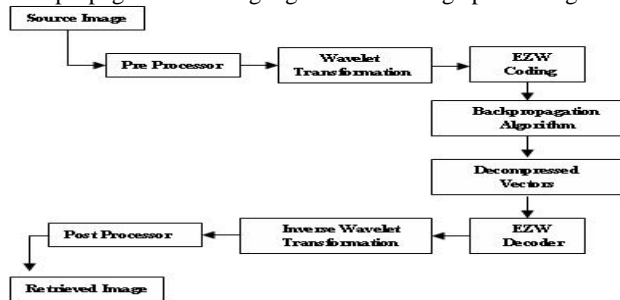 Source Image
Pre Processor
Wavelet
Transformation
EZW
Coding
Backpropagation
Algorithm
Decompressed
Vectors
EZW
Decoder
Inverse Wavelet
Transformation
Post Processor
Retrieved Image